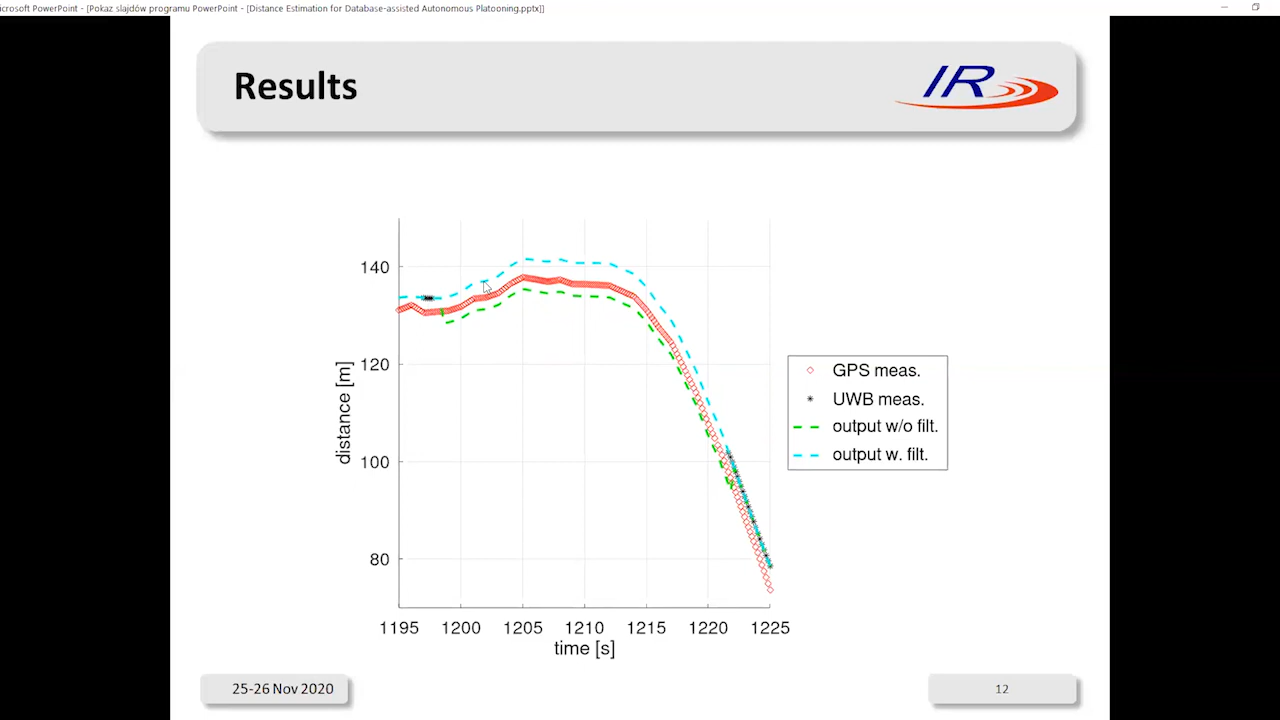 icrosoft PowerPoint - [Pokaz slajdów programu PowerPoint - [Distance Estimation for Database-assisted Autonomous Platooning.pptx]]
Results
IR
140
120
100
80
distance [m]
1195 1200 1205 1210 1215 1220 1225
time [s]
GPS meas.
UWB meas.
output w/o filt.
output w. filt.
25-26 Nov 2020
12